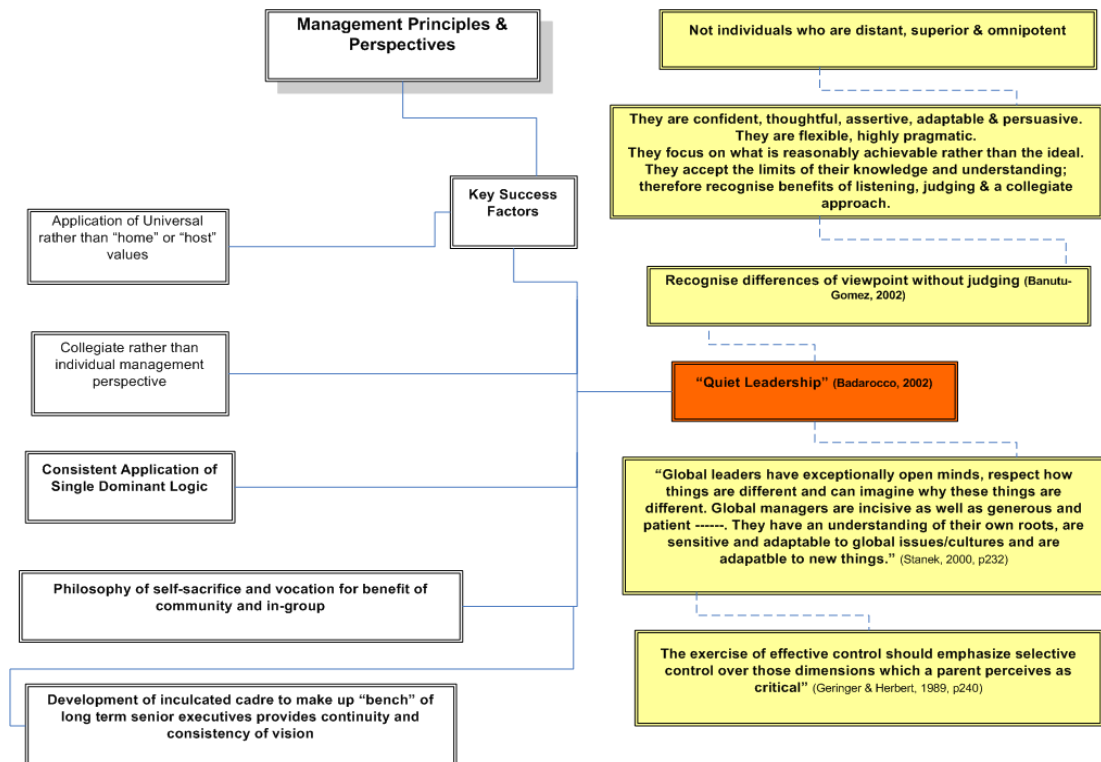 Management Principles &
Perspectives
Key Success
Factors
Application of Universal
rather than “home” or “host”
values
Collegiate rather than
individual management
perspective
Consistent Application of
Single Dominant Logic
Philosophy of self-sacrifice and vocation for benefit of
community and in-group
Development of inculcated cadre to make up “bench” of
long term senior executives provides continuity and
consistency of vision
Not individuals who are distant, superior & omnipotent
They are confident, thoughtful, assertive, adaptable & persuasive.
They are flexible, highly pragmatic.
They focus on what is reasonably achievable rather than the ideal.
They accept the limits of their knowledge and understanding;
therefore recognise benefits of listening, judging & a collegiate
approach.
Recognise differences of viewpoint without judging (Banutu-
Gomez, 2002)
“Quiet Leadership” (Badarocco, 2002)
“Global leaders have exceptionally open minds, respect how
things are different and can imagine why these things are
different. Global managers are incisive as well as generous and
patient ------. They have an understanding of their own roots, are
sensitive and adaptable to global issues/cultures and are
adapatble to new things.” (Stanek, 2000, p232)
The exercise of effective control should emphasize selective
control over those dimensions which a parent perceives as
critical” (Geringer & Herbert, 1989, p240)